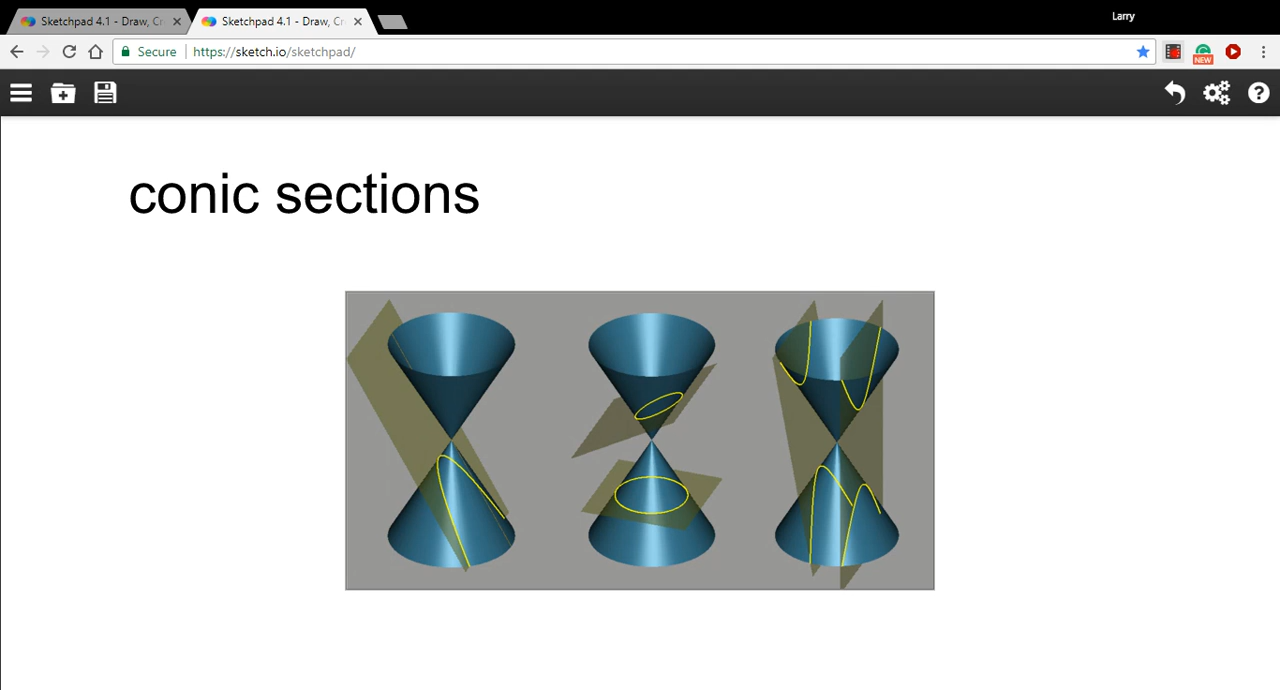 Larry
Sketchpad 4.1 - Draw, Cr
Sketchpad 4.1 - Draw, Cr
Secure
https://sketch.io/sketchpad/
NEW
conic sections